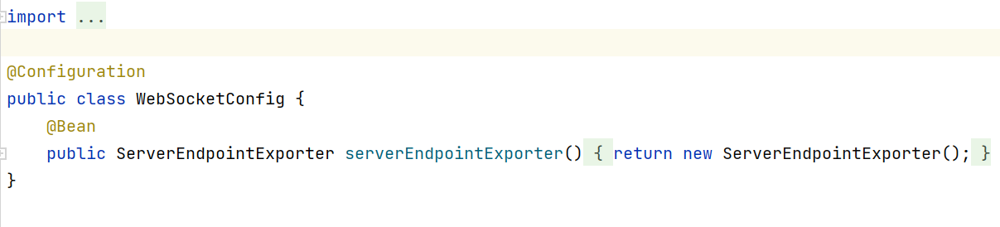 import ...
@Configuration
public class WebSocketConfig {
@Bean
public ServerEndpointExporter serverEndpointExporter() { return new ServerEndpointExporter(); }
}